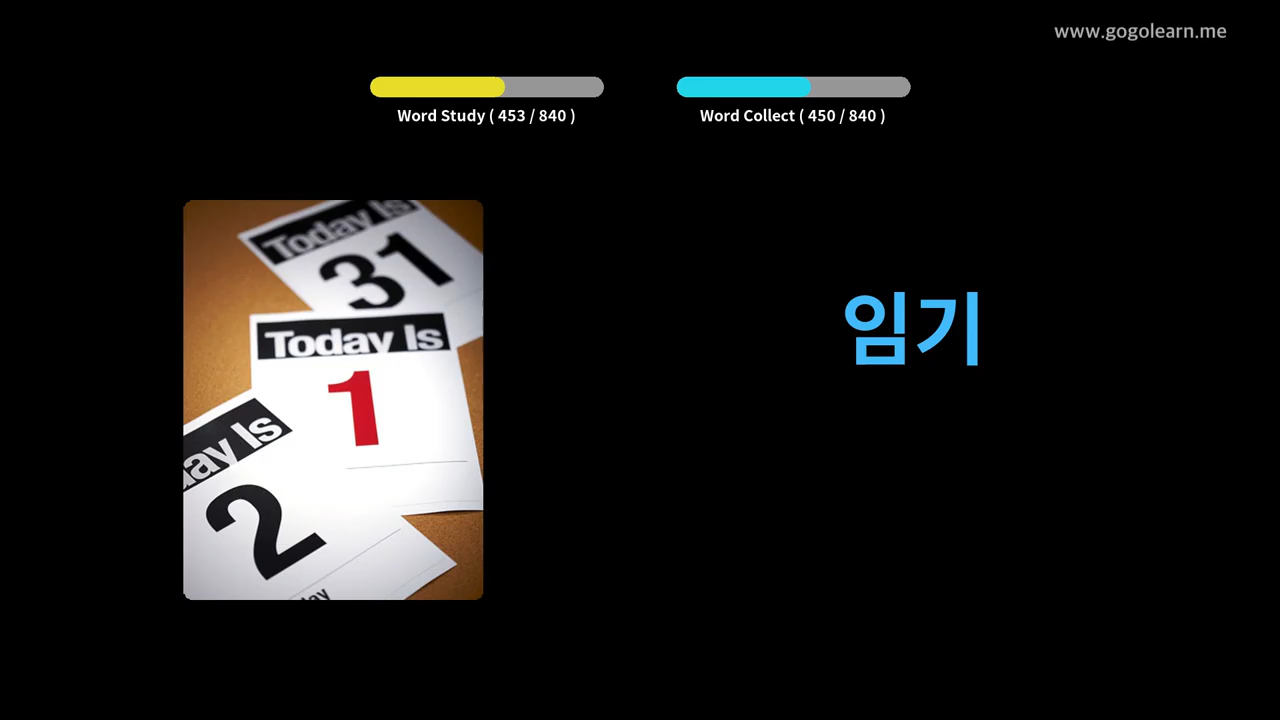 www.gogolearn.me
Word Study ( 453 / 840 )
Word Collect ( 450 / 840 )
Today Is
31
Today Is
1
ay Is
2
임기